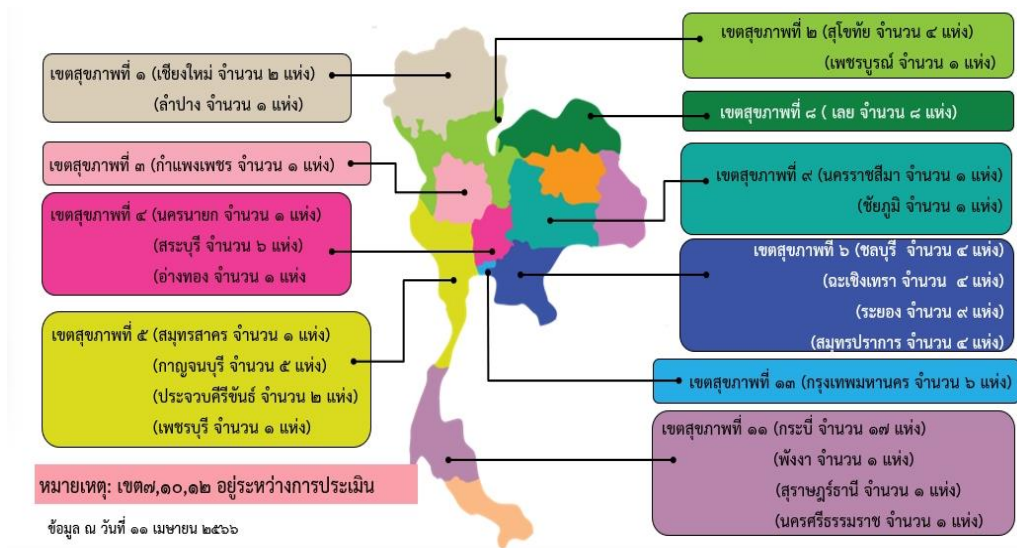 เขตสุขภาพที่ ๑ (เชียงใหม่ จำนวน ๒ แห่ง)
(ลำปาง จำนวน ๑ แห่ง)
เขตสุขภาพที่ ๓ (กำแพงเพชร จำนวน ๑ แห่ง)
เขตสุขภาพที่ ๔ (นครนายก จำนวน ๑ แห่ง)
(สระบุรี จำนวน ๖ แห่ง)
(อ่างทอง จำนวน ๑ แห่ง
เขตสุขภาพที่ ๕ (สมุทรสาคร จำนวน ๑ แห่ง)
(กาญจนบุรี จำนวน ๕ แห่ง)
(ประจวบคีรีขันธ์ จำนวน ๒ แห่ง)
(เพชรบุรี จำนวน ๑ แห่ง)
หมายเหตุ: เขต๗,๑๐,๑๒ อยู่ระหว่างการประเมิน
ข้อมูล ณ วันที่ ๑๑ เมษายน ๒๕๖๖
เขตสุขภาพที่ ๒ (สุโขทัย จำนวน ๔ แห่ง)
(เพชรบูรณ์ จำนวน ๑ แห่ง)
เขตสุขภาพที่ ๘ ( เลย จำนวน ๘ แห่ง)
เขตสุขภาพที่ ๙ (นครราชสีมา จำนวน ๑ แห่ง)
(ชัยภูมิ จำนวน ๑ แห่ง)
เขตสุขภาพที่ ๖ (ชลบุรี จำนวน ๔ แห่ง)
(ฉะเชิงเทรา จำนวน ๔ แห่ง)
(ระยอง จำนวน ๙ แห่ง)
(สมุทรปราการ จำนวน ๔ แห่ง)
เขตสุขภาพที่ ๑๓ (กรุงเทพมหานคร จำนวน ๖ แห่ง)
เขตสุขภาพที่ ๑๑ (กระบี่ จำนวน ๑๗ แห่ง)
(พังงา จำนวน ๑ แห่ง)
(สุราษฎร์ธานี จำนวน ๑ แห่ง)
(นครศรีธรรมราช จำนวน ๑ แห่ง)